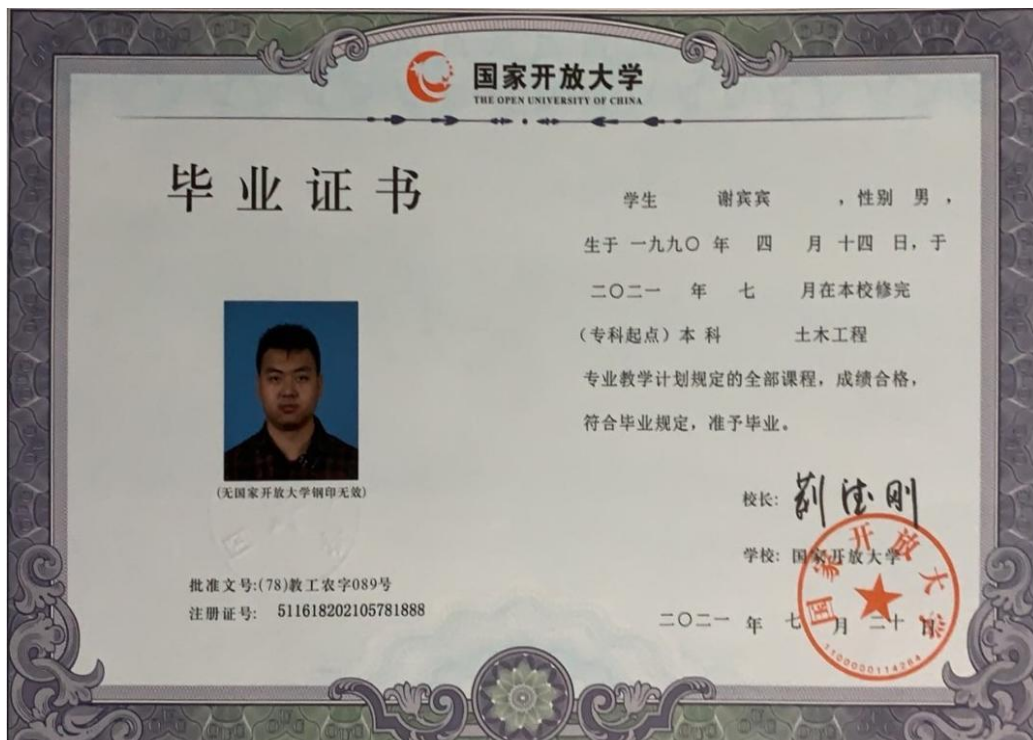 国家开放大学
THE OPEN UNIVERSITY OF CHINA
毕业证书
学生 谢宾宾 ，性别 男 ，
生于 一九九〇 年 四 月 十四 日，于
二〇二一 年 七 月在本校修完
（专科起点）本 科 土木工程
专业教学计划规定的全部课程，成绩合格，
符合毕业规定，准予毕业。
(无国家开放大学钢印无效)
校长:
学校: 国家开放大学
批准文号:(78)教工农字089号
注册证号: 511618202105781888
二〇二一 年 七 月 二十 日
国家开放大学
1100000114284